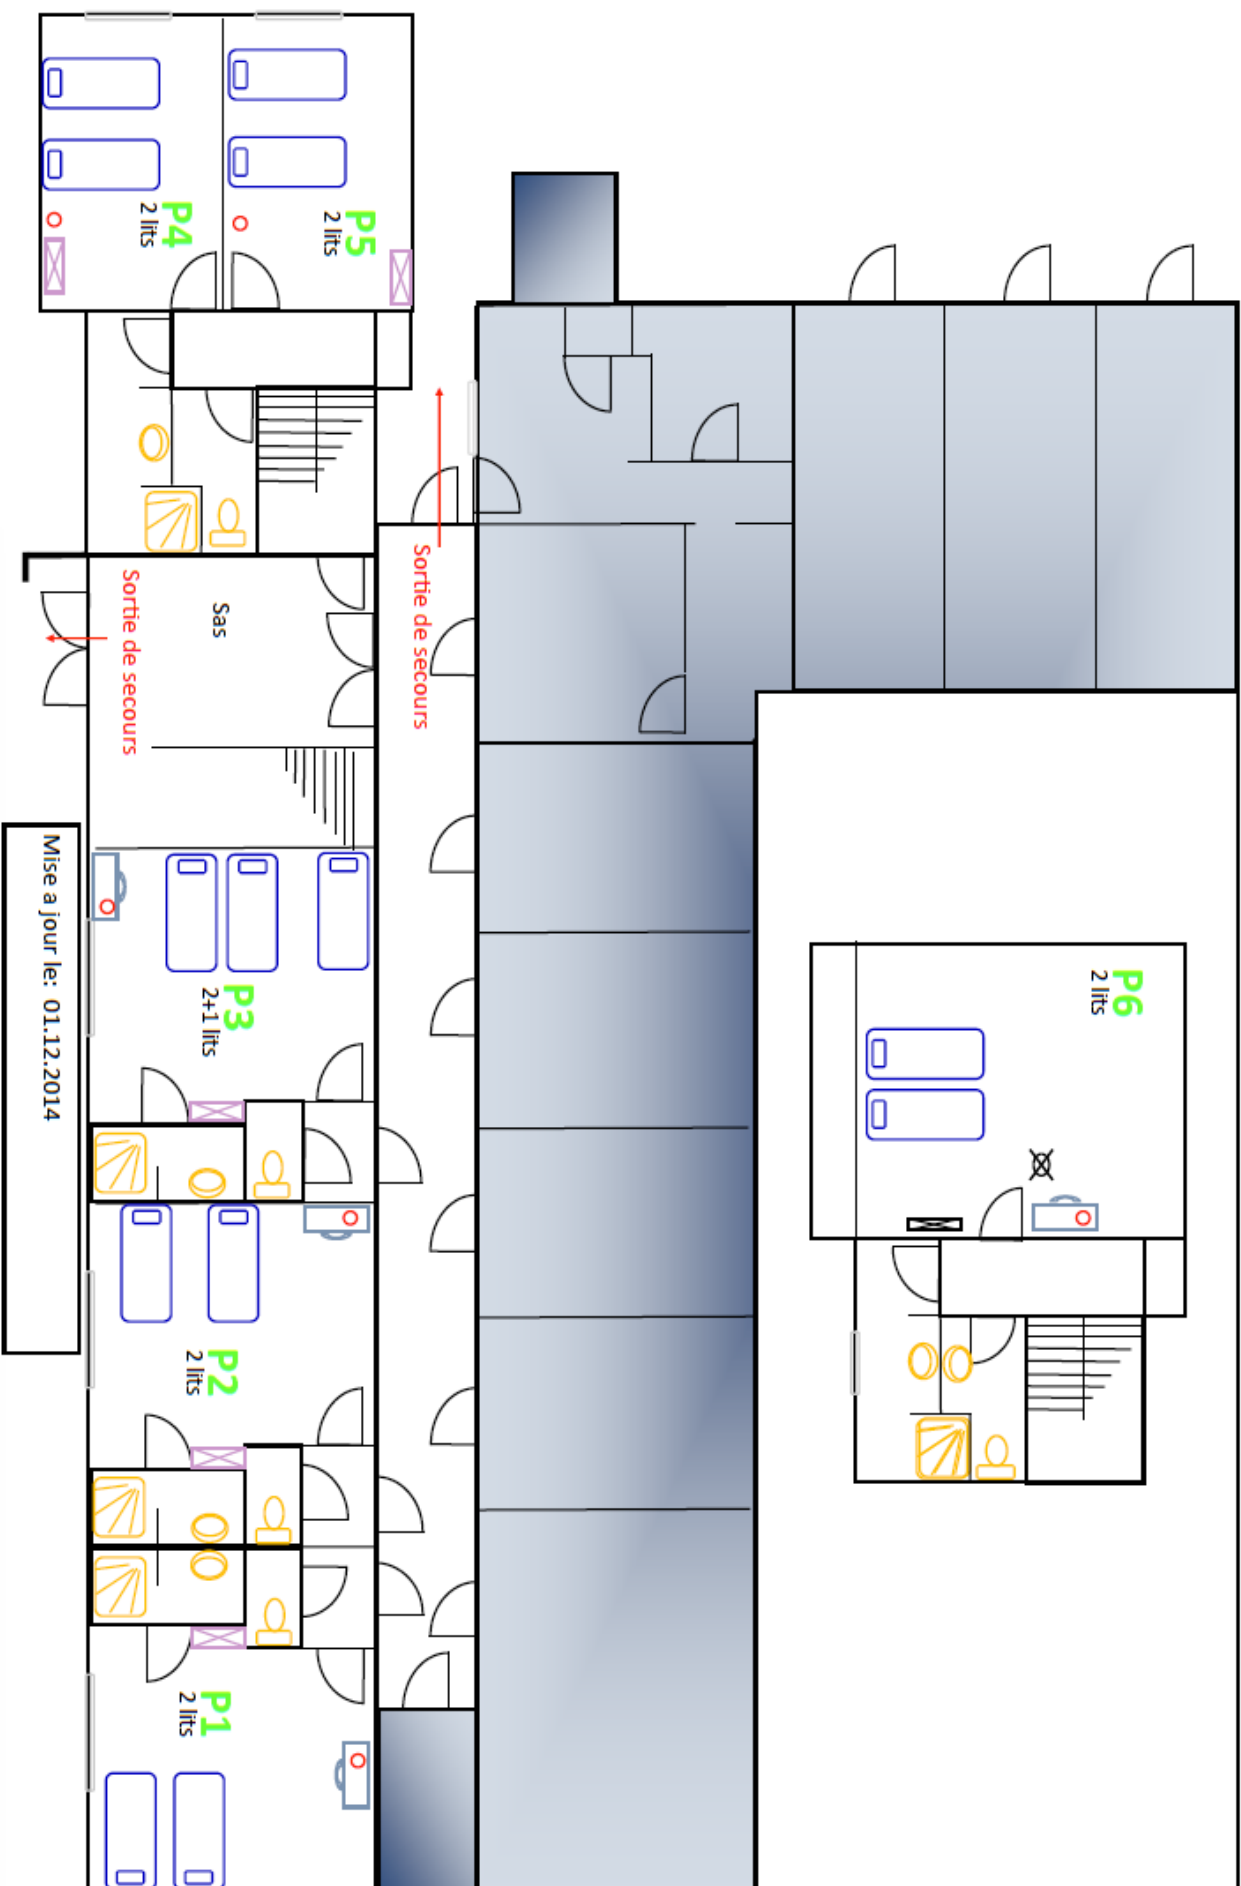 P5
2 lits
P4
2 lits
Sortie de secours
Sas
Sortie de secours
Mise a jour le: 01.12.2014
P3
2+1 lits
P6
2 lits
P2
2 lits
P1
2 lits